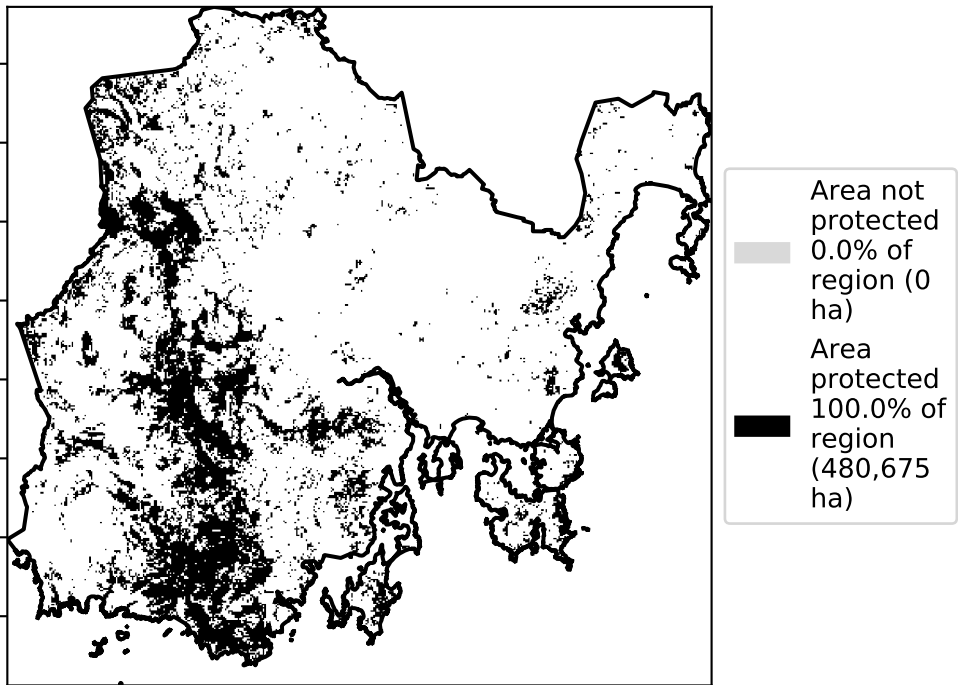 Area not
protected
0.0% of
region (0
ha)
Area
protected
100.0% of
region
(480,675
ha)